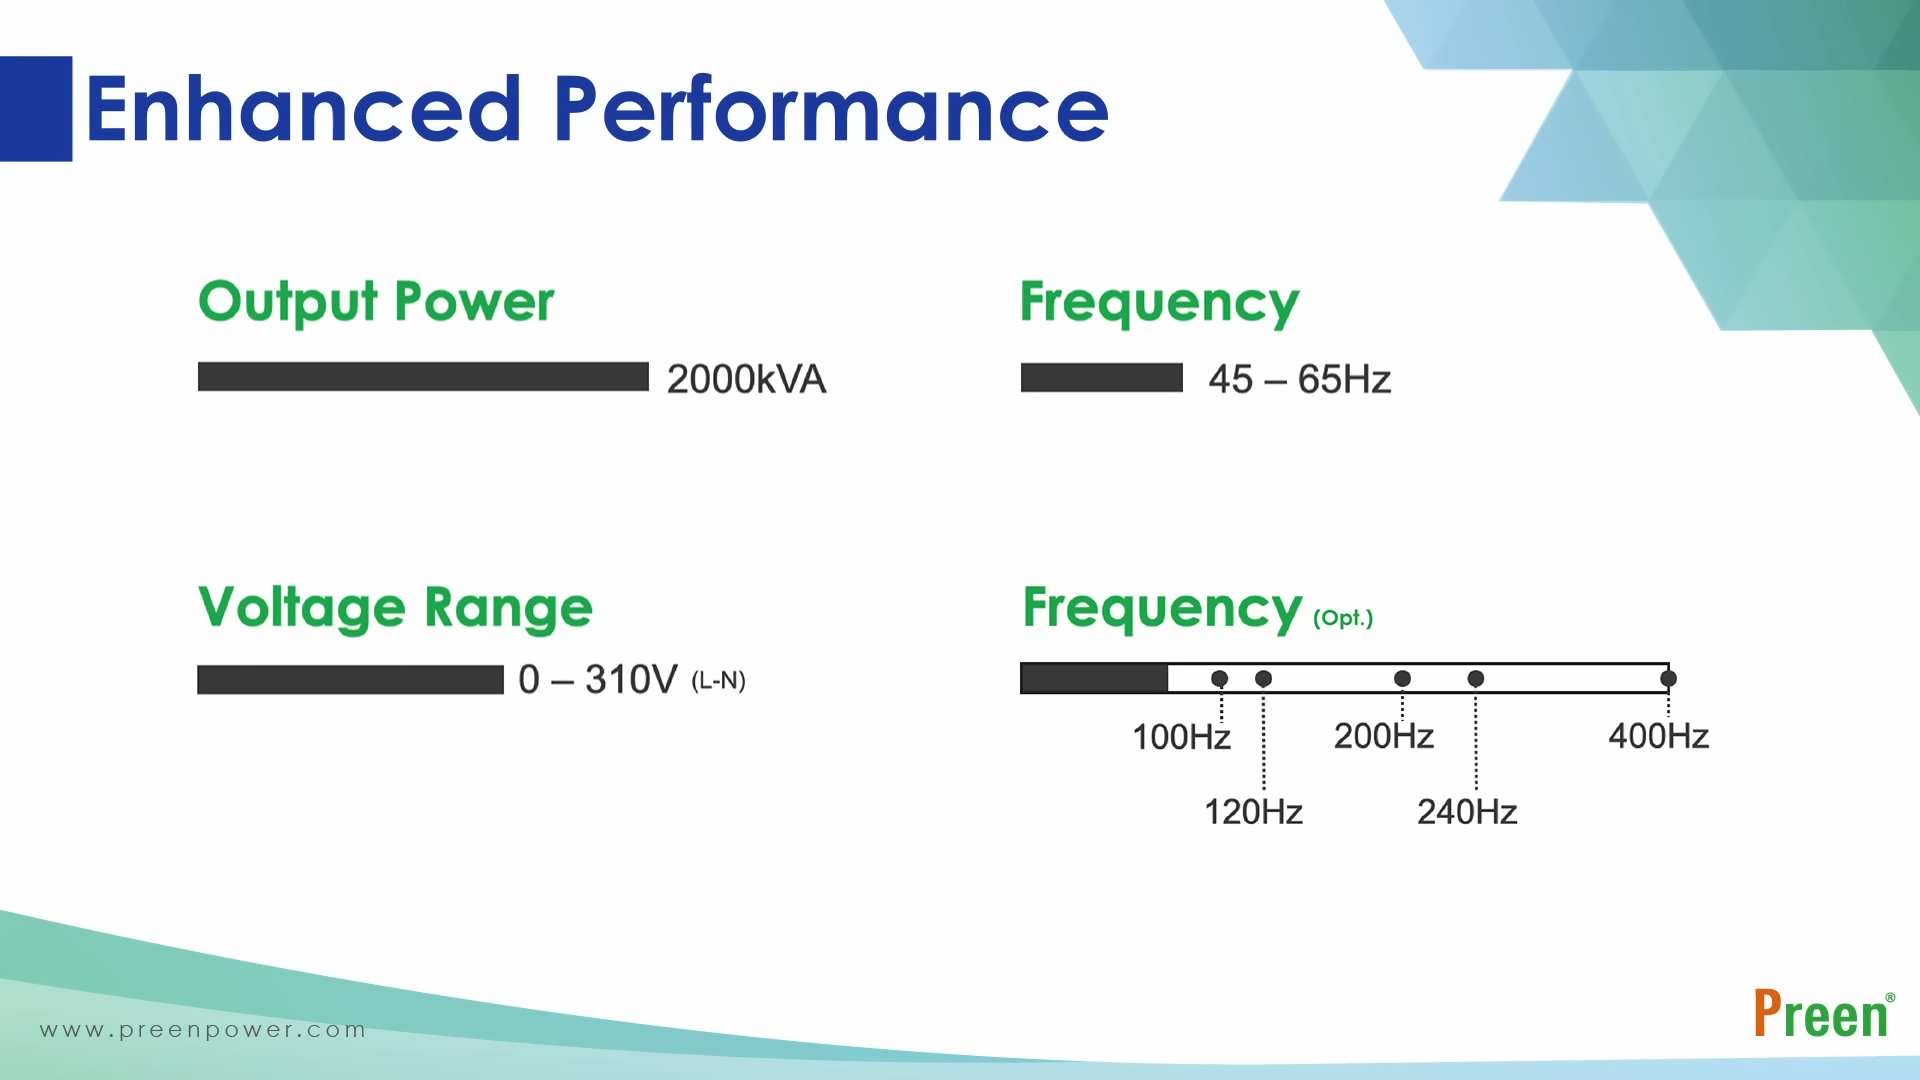 Enhanced Performance
Output Power
2000kVA
Frequency
45 – 65Hz
Voltage Range
0 – 310V (L-N)
Frequency (Opt.)
100Hz
200Hz
400Hz
120Hz
240Hz
www.preenpower.com
Preen®